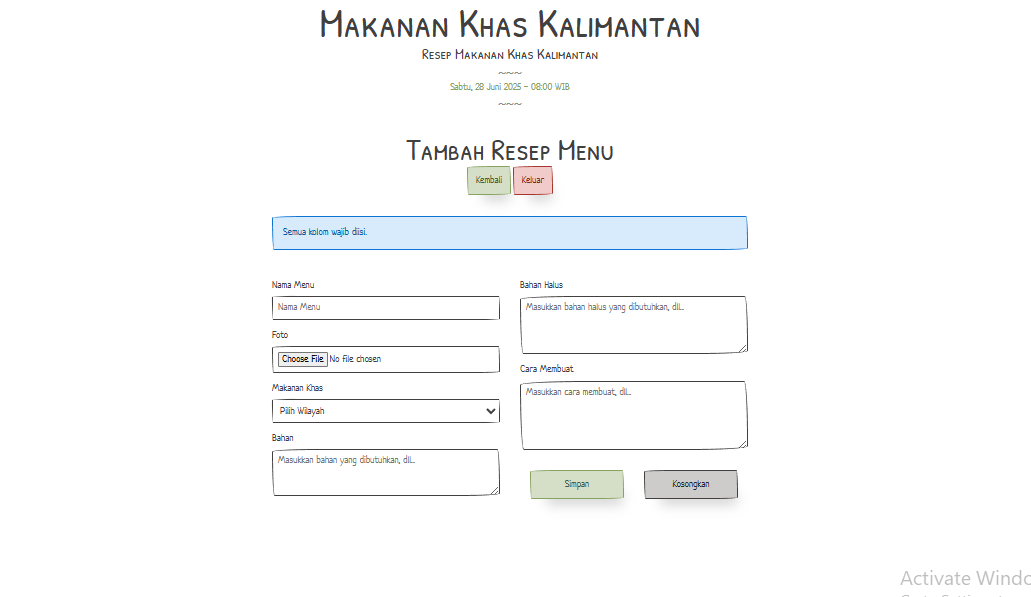 Makanan Khas Kalimantan
Resep Makanan Khas Kalimantan
~~~
Sabtu, 28 Juni 2025 - 08:00 WIB
~~~
Tambah Resep Menu
Kembali
Keluar
Semua kolom wajib diisi.
Nama Menu
Nama Menu
Foto
Choose File No file chosen
Makanan Khas
Pilih Wilayah
Bahan
Masukkan bahan yang dibutuhkan, dll...
Bahan Halus
Masukkan bahan halus yang dibutuhkan, dll...
Cara Membuat
Masukkan cara membuat, dll...
Simpan
Kosongkan
Activate Windo